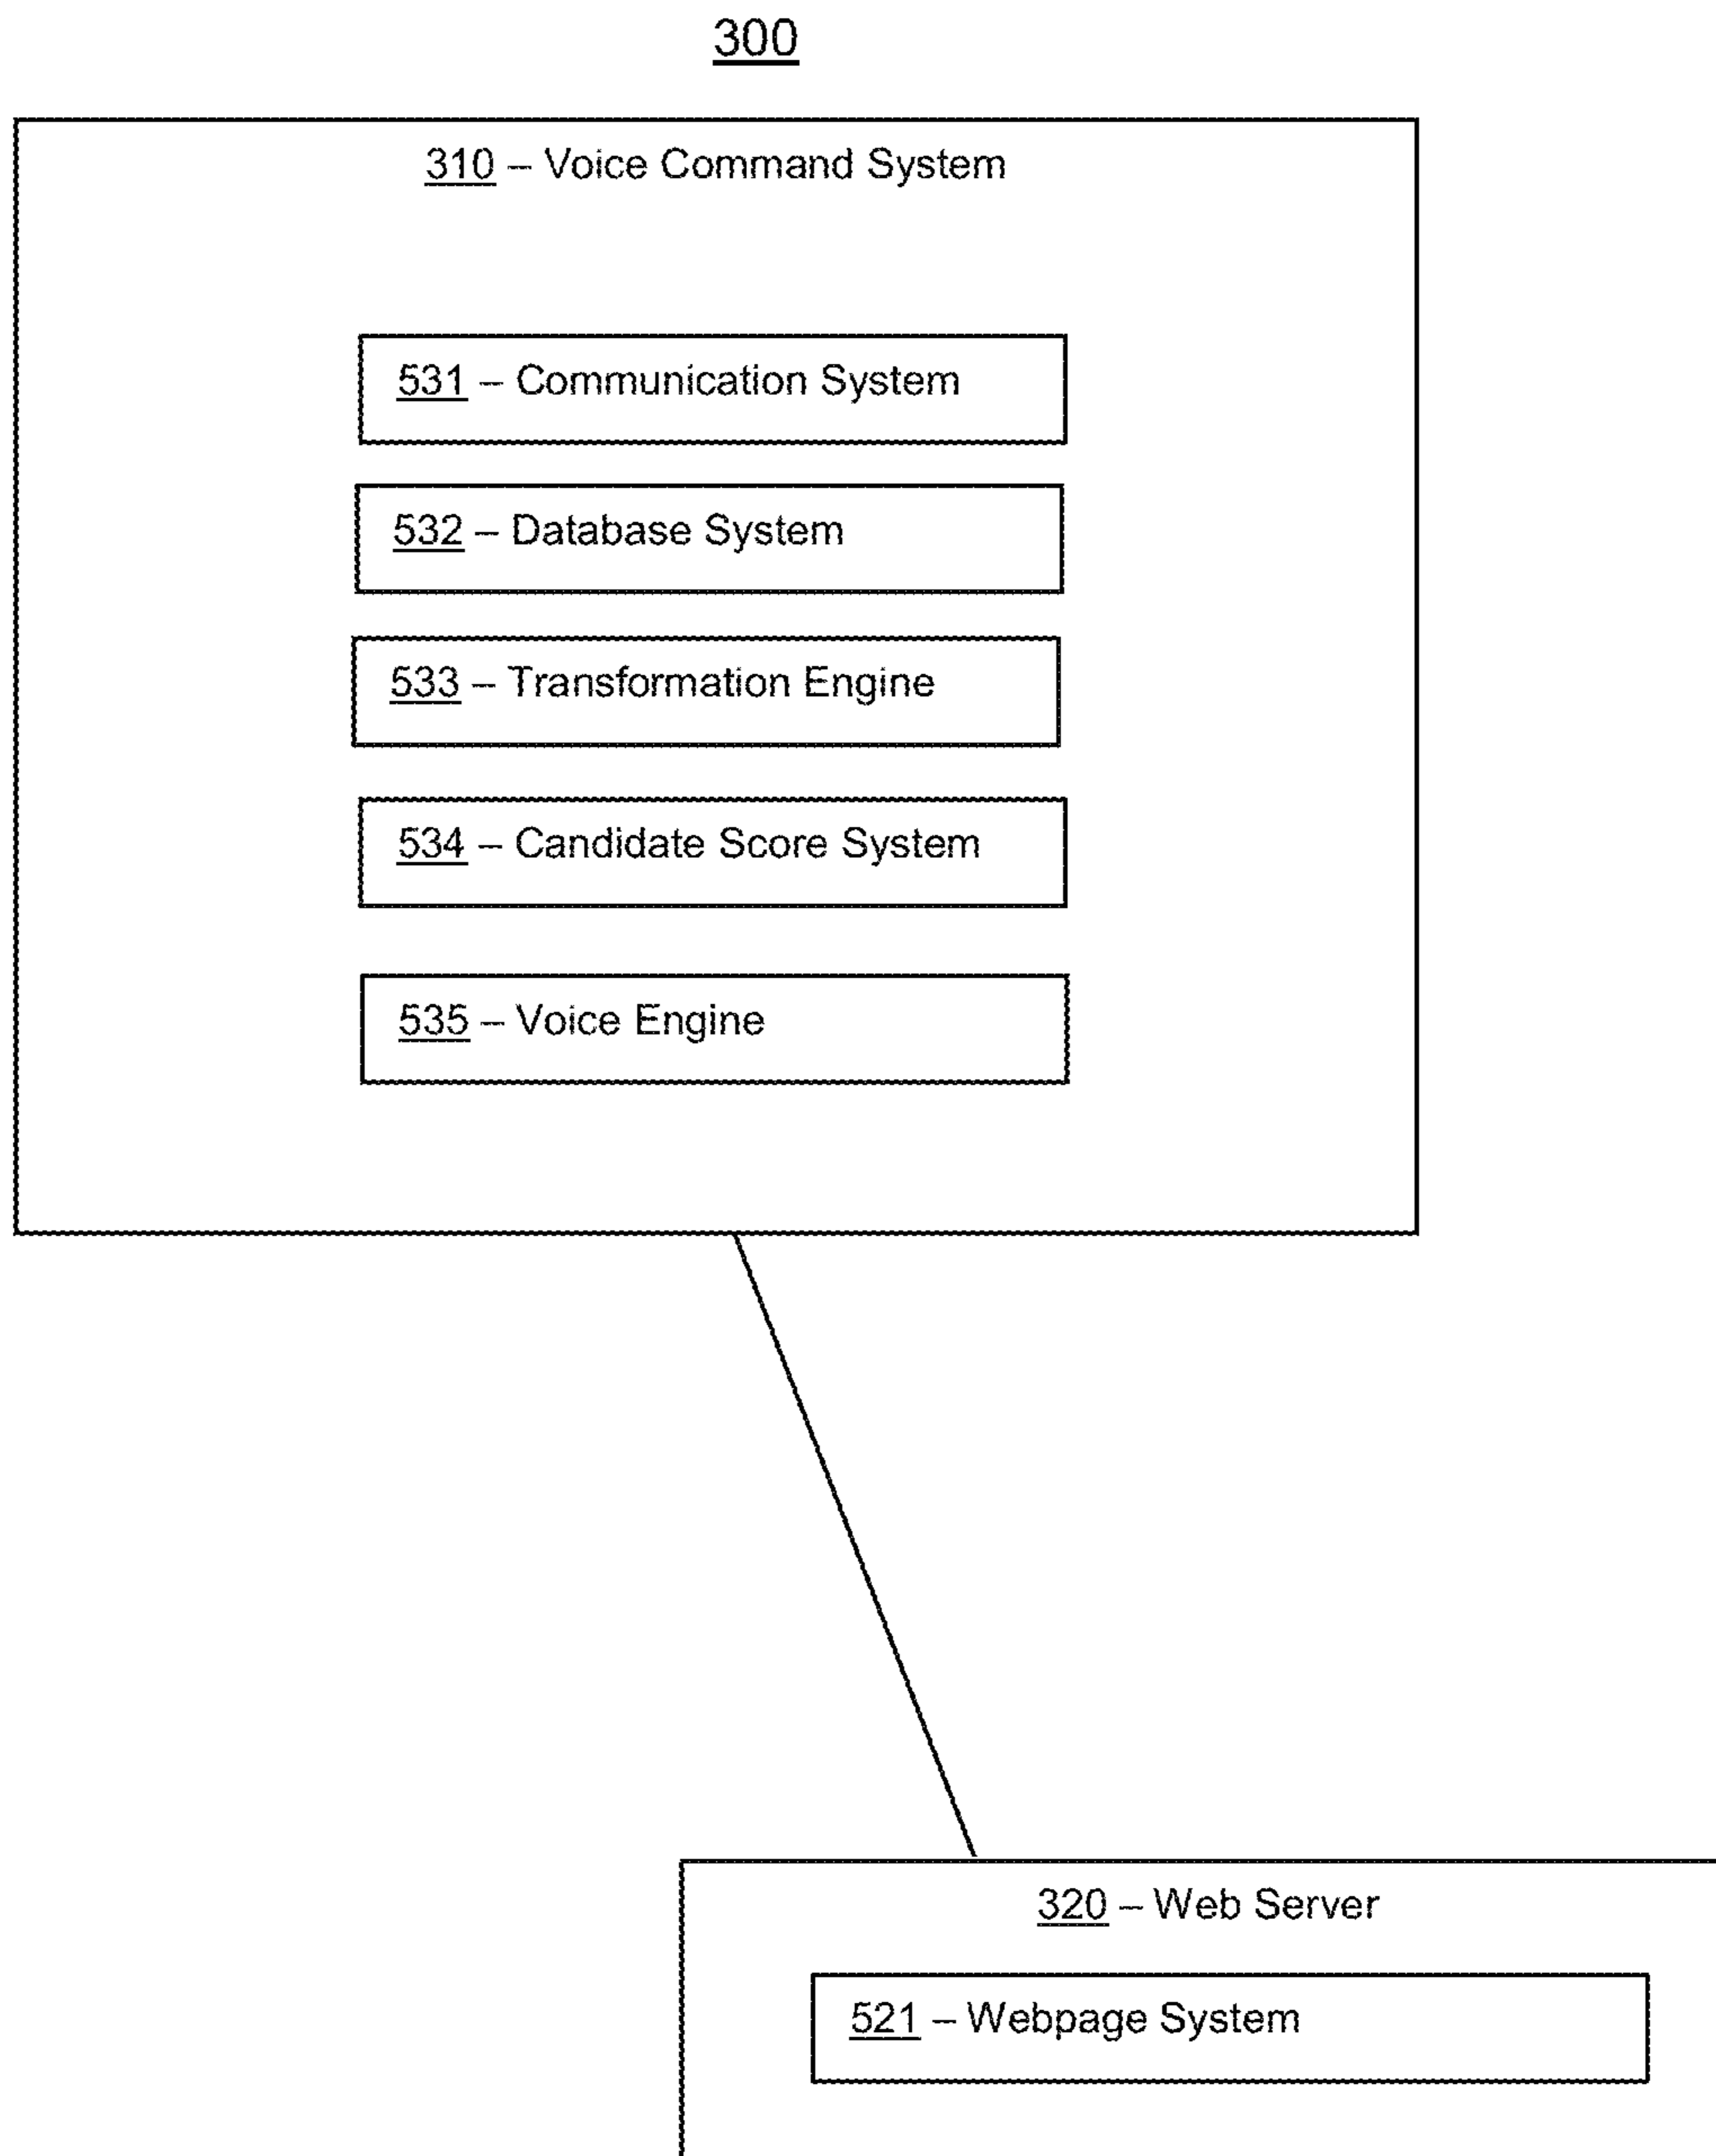 300
310 – Voice Command System
531 – Communication System
532 – Database System
533 – Transformation Engine
534 – Candidate Score System
535 – Voice Engine
320 – Web Server
521 – Webpage System